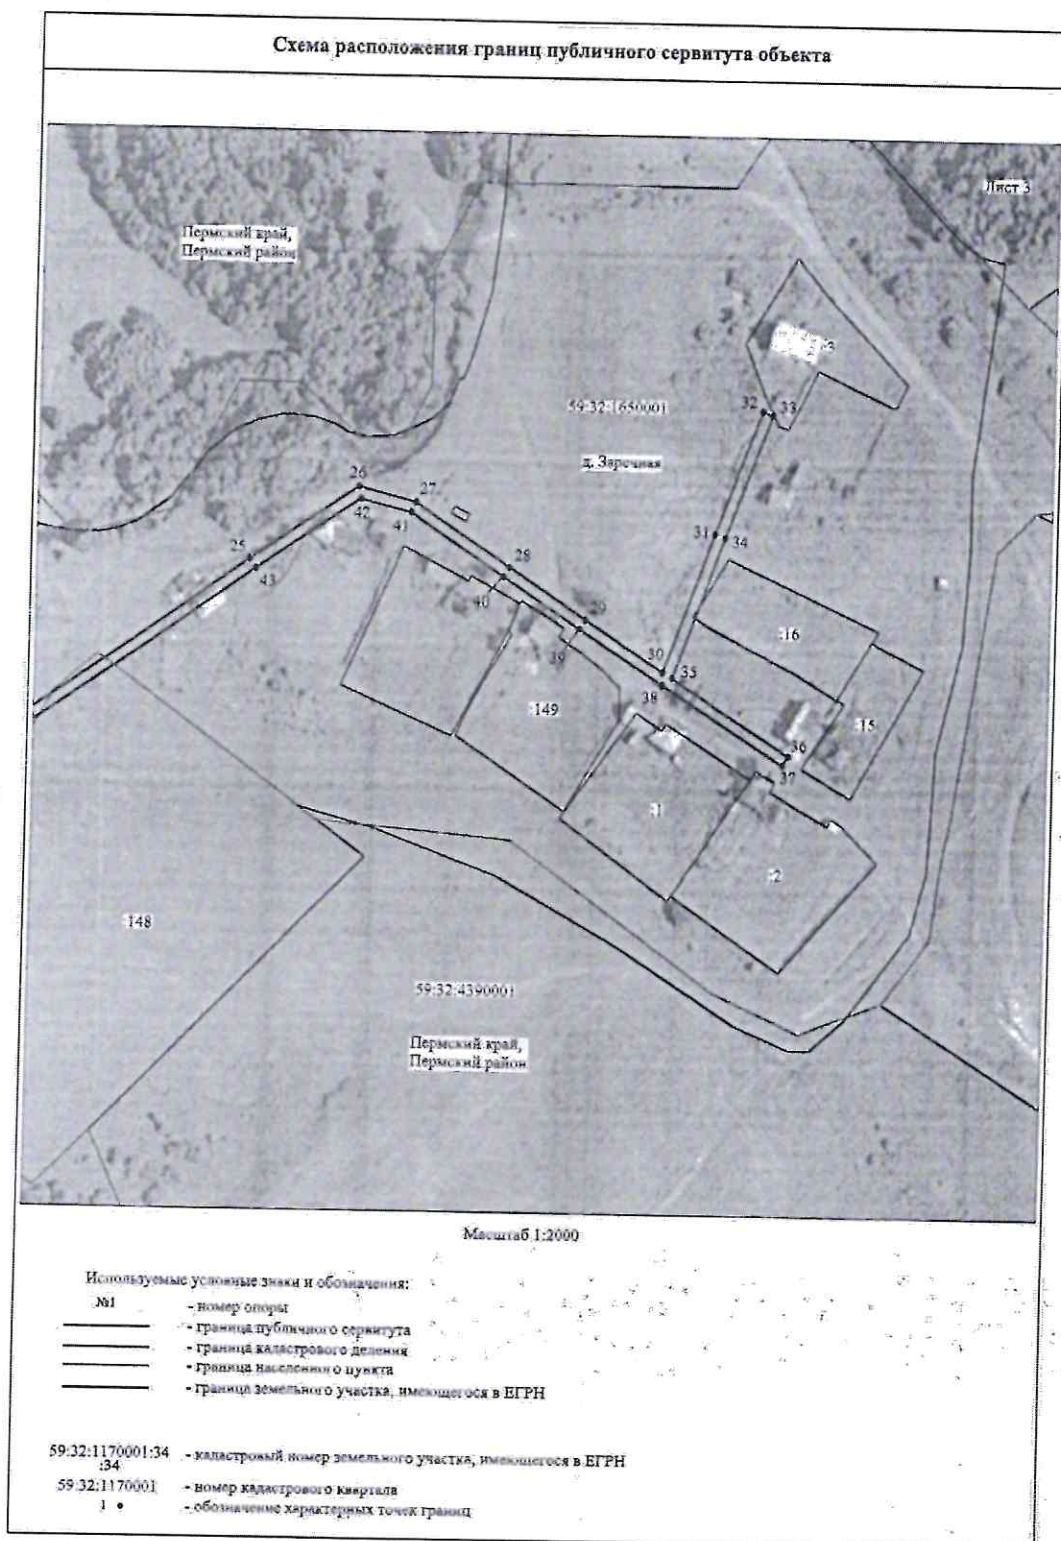 Схема расположения границ публичного сервитута объекта
Лист 3
Пермский край,
Пермский район
:3
59:32:1650001
32
33
д. Заречная
26
27
42
41
31
34
25
28
43
40
29
:16
39
30
35
38
:149
:15
36
37
:1
:2
:148
59:32:4390001
Пермский край,
Пермский район
Масштаб 1:2000
Используемые условные знаки и обозначения:
№1 - номер опоры
- граница публичного сервитута
- граница кадастрового деления
- граница населенного пункта
- граница земельного участка, имеющегося в ЕГРН
59:32:1170001:34 - кадастровый номер земельного участка, имеющегося в ЕГРН
:34
59:32:1170001 - номер кадастрового квартала
1 - обозначение характерных точек границ